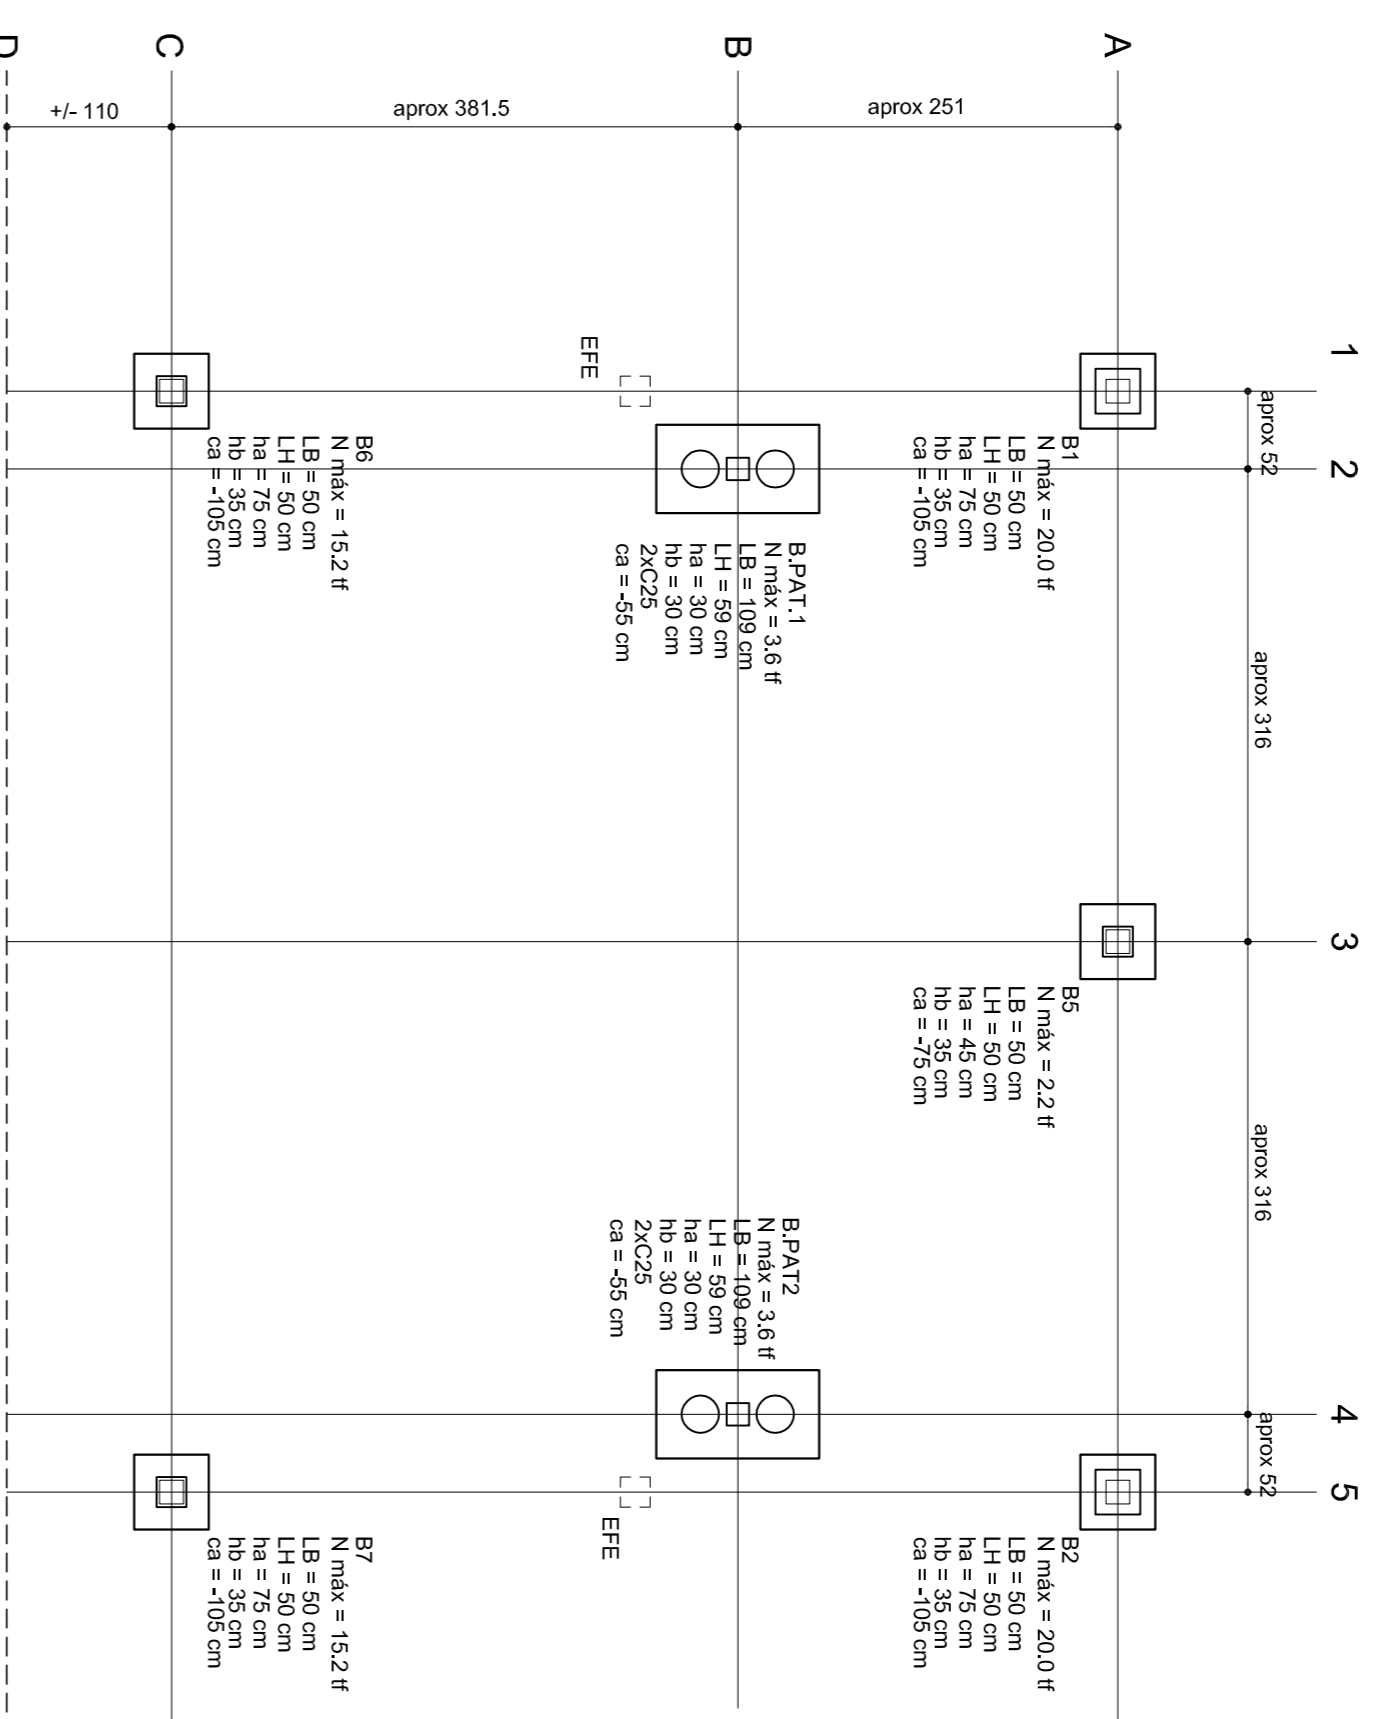 1
2
3
4
5
aprox 52
aprox 316
aprox 316
aprox 52
A
B
C
D
aprox 251
aprox 381.5
+/- 110
B1
N máx = 20.0 tf
LB = 50 cm
LH = 50 cm
ha = 75 cm
hb = 35 cm
ca = -105 cm
B5
N máx = 2.2 tf
LB = 50 cm
LH = 50 cm
ha = 45 cm
hb = 35 cm
ca = -75 cm
B2
N máx = 20.0 tf
LB = 50 cm
LH = 50 cm
ha = 75 cm
hb = 35 cm
ca = -105 cm
B.PAT.1
N máx = 3.6 tf
LB = 109 cm
LH = 59 cm
ha = 30 cm
hb = 30 cm
2xC25
ca = -55 cm
B.PAT2
N máx = 3.6 tf
LB = 109 cm
LH = 59 cm
ha = 30 cm
hb = 30 cm
2xC25
ca = -55 cm
EFE
EFE
B6
N máx = 15.2 tf
LB = 50 cm
LH = 50 cm
ha = 75 cm
hb = 35 cm
ca = -105 cm
B7
N máx = 15.2 tf
LB = 50 cm
LH = 50 cm
ha = 75 cm
hb = 35 cm
ca = -105 cm